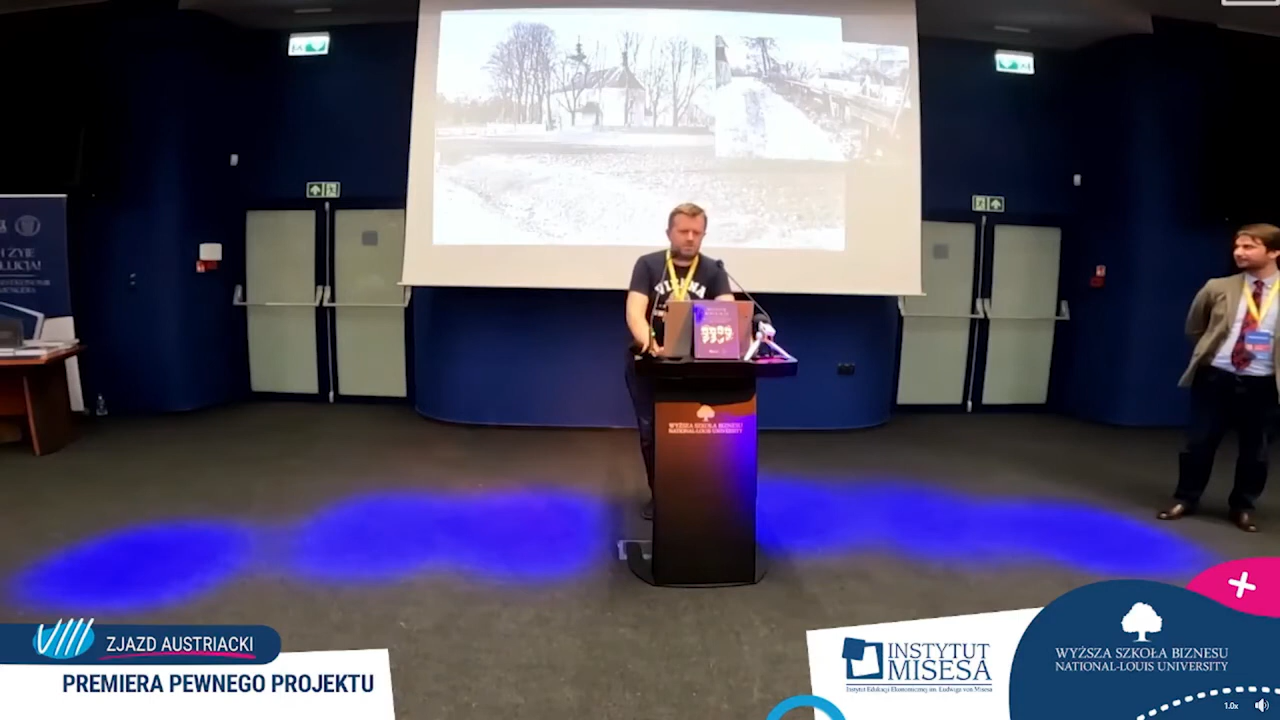 VIENNA
WYŻSZA SZKOŁA BIZNESU
NATIONAL-LOUIS UNIVERSITY
VIII ZJAZD AUSTRIACKI
PREMIERA PEWNEGO PROJEKTU
INSTYTUT
MISESA
Instytut Edukacji Ekonomicznej im. Ludwiga von Misesa
WYŻSZA SZKOŁA BIZNESU
NATIONAL-LOUIS UNIVERSITY
1.0x